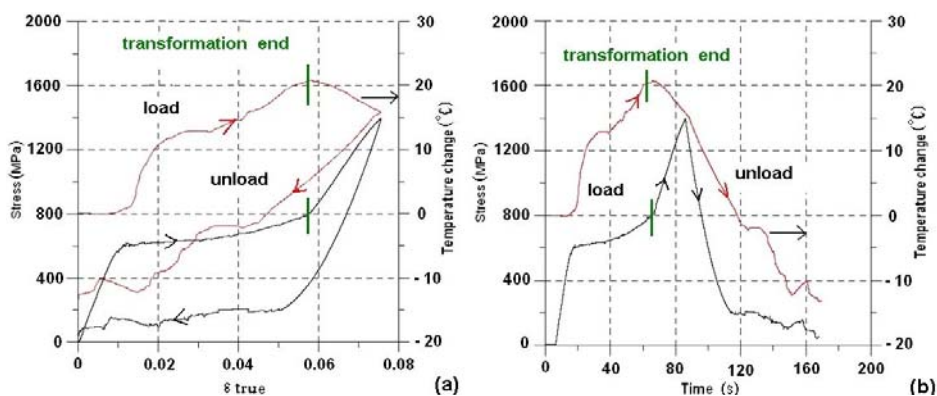 2000
1600
1200
800
400
0
Stress (MPa)
30
20
10
0
-10
-20
Temperature change (°C)
transformation end
load
unload
0
0.02
0.04
0.06
0.08
ε true
(a)
2000
1600
1200
800
400
0
Stress (MPa)
30
20
10
0
-10
-20
Temperature change (°C)
transformation end
load
unload
0
40
80
120
160
200
Time (s)
(b)